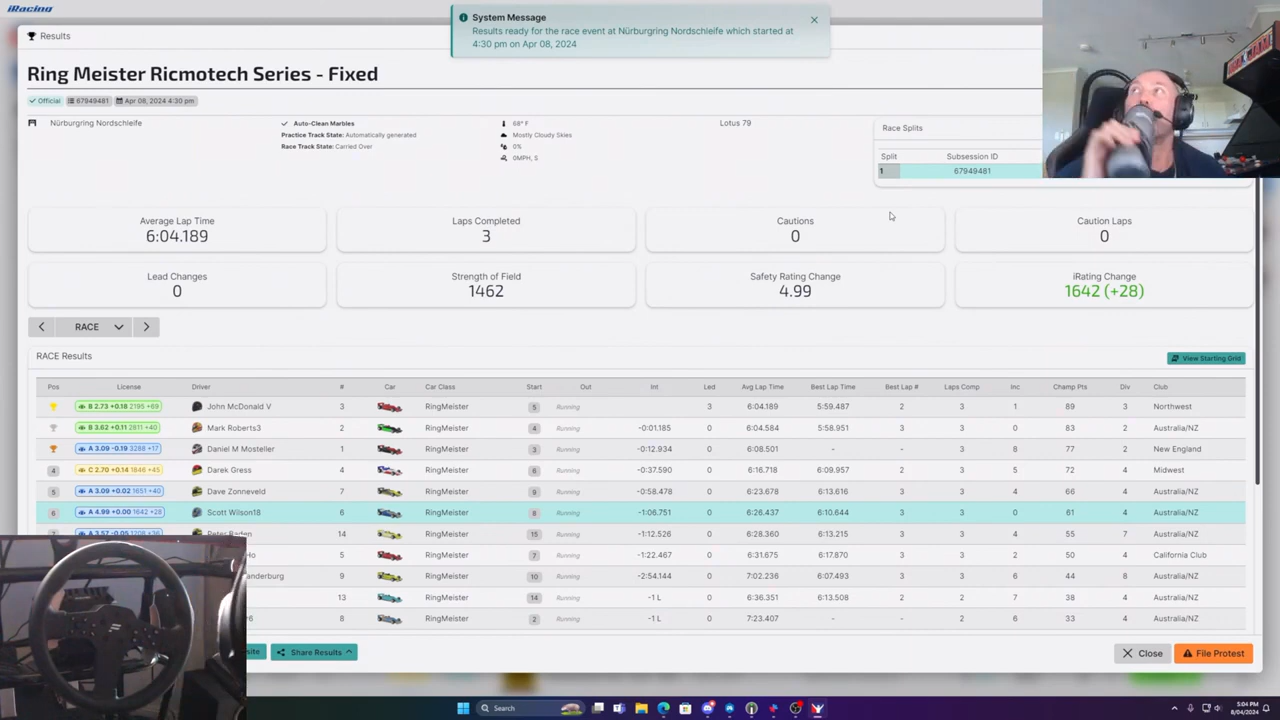 iRacing
System Message
Results ready for the race event at Nürburgring Nordschleife which started at
4:30 pm on Apr 08, 2024
Results
Ring Meister Ricmotech Series - Fixed
Official 67949481 Apr 08, 2024 4:30 pm
Nürburgring Nordschleife
Auto-Clean Marbles
Practice Track State: Automatically generated
Race Track State: Carried Over
68° F
Mostly Cloudy Skies
0%
0MPH, S
Lotus 79
Race Splits
Split Subsession ID
1 67949481
Average Lap Time
6:04.189
Laps Completed
3
Cautions
0
Caution Laps
0
Lead Changes
0
Strength of Field
1462
Safety Rating Change
4.99
iRating Change
1642 (+28)
RACE
RACE Results
View Starting Grid
Pos License Driver # Car Car Class Start Out Int Led Avg Lap Time Best Lap Time Best Lap # Laps Comp Inc Champ Pts Div Club
B 2.73 +0.18 2195 +69 John McDonald V 3 RingMeister 5 Running 3 6:04.189 5:59.487 2 3 1 89 3 Northwest
B 3.62 +0.11 2811 +40 Mark Roberts3 2 RingMeister 4 Running -0:01.185 0 6:04.584 5:58.951 3 3 0 83 2 Australia/NZ
A 3.09 -0.19 3288 +17 Daniel M Mosteller 1 RingMeister 3 Running -0:12.934 0 6:08.501 - - 3 8 77 2 New England
4 C 2.70 +0.14 1846 +45 Darek Gress 4 RingMeister 6 Running -0:37.590 0 6:16.718 6:09.957 2 3 5 72 4 Midwest
5 A 3.09 +0.02 1651 +40 Dave Zonneveld 7 RingMeister 9 Running -0:58.478 0 6:23.678 6:13.616 3 3 4 66 4 Australia/NZ
6 A 4.99 +0.00 1642 +28 Scott Wilson18 6 RingMeister 8 Running -1:06.751 0 6:26.437 6:10.644 3 3 0 61 4 Australia/NZ
A 3.57 -0.05 1206 Peter Baden 14 RingMeister 15 Running -1:12.526 0 6:28.360 6:13.215 3 3 4 55 7 Australia/NZ
Ho 5 RingMeister 7 Running -1:22.467 0 6:31.675 6:17.870 3 3 2 50 4 California Club
anderburg 9 RingMeister 10 Running -2:54.144 0 7:02.236 6:07.493 3 3 6 44 8 Australia/NZ
13 RingMeister 14 Running -1 L 0 6:36.351 6:13.508 2 2 7 38 4 Australia/NZ
8 RingMeister 2 Running -1 L 0 7:23.407 - - 2 6 33 4 Australia/NZ
Share Results
Close
File Protest
Search
5:04 PM
8/04/2024